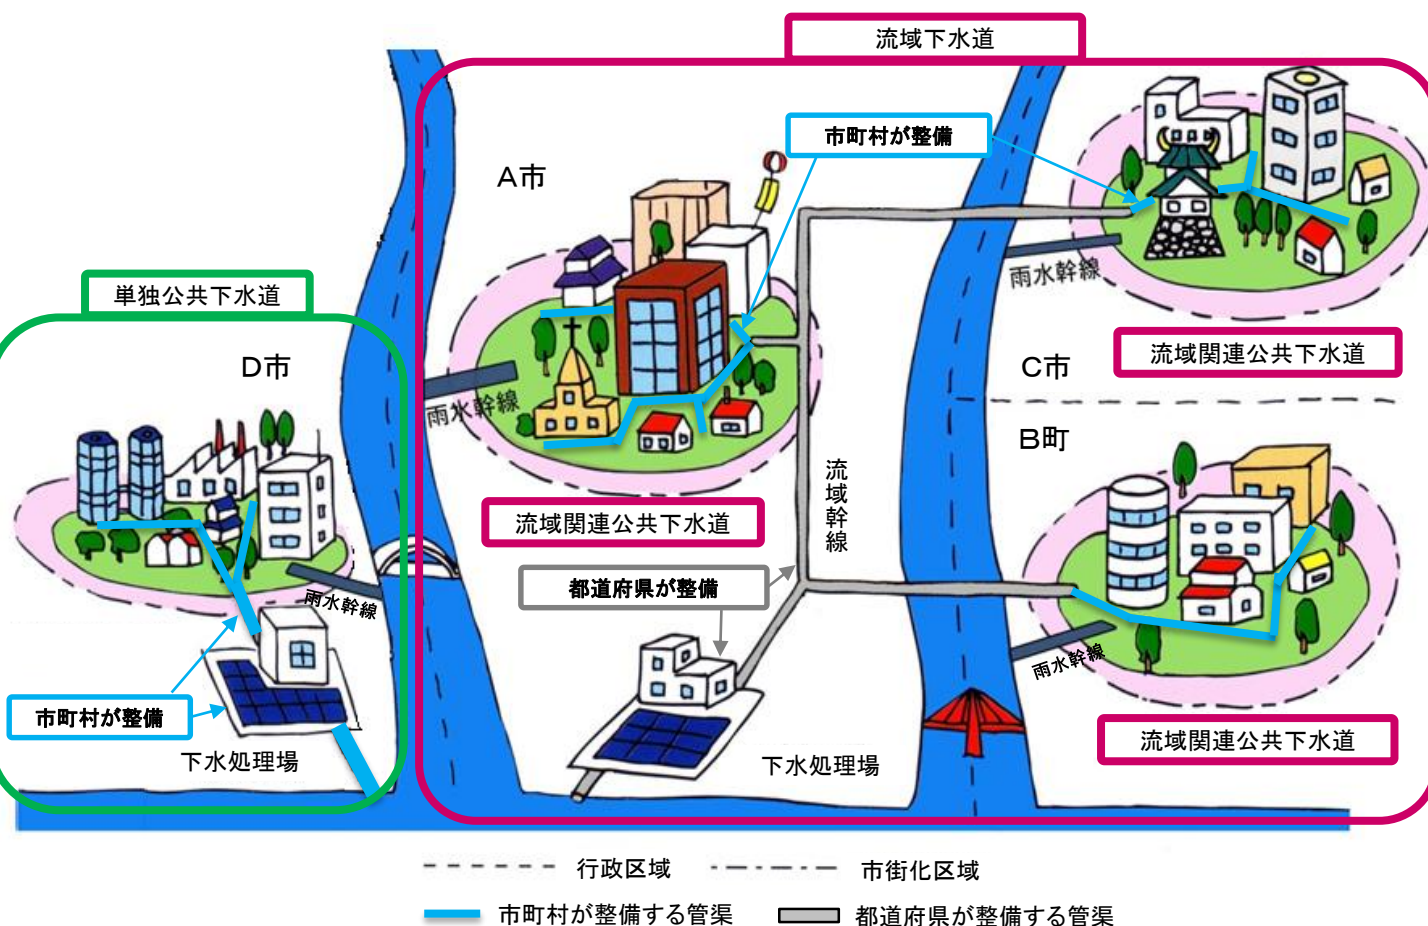 流域下水道
市町村が整備
A市
雨水幹線
単独公共下水道
流域関連公共下水道
D市
C市
雨水幹線
B町
流域幹線
流域関連公共下水道
都道府県が整備
雨水幹線
雨水幹線
市町村が整備
流域関連公共下水道
下水処理場
下水処理場
行政区域
市街化区域
市町村が整備する管渠
都道府県が整備する管渠